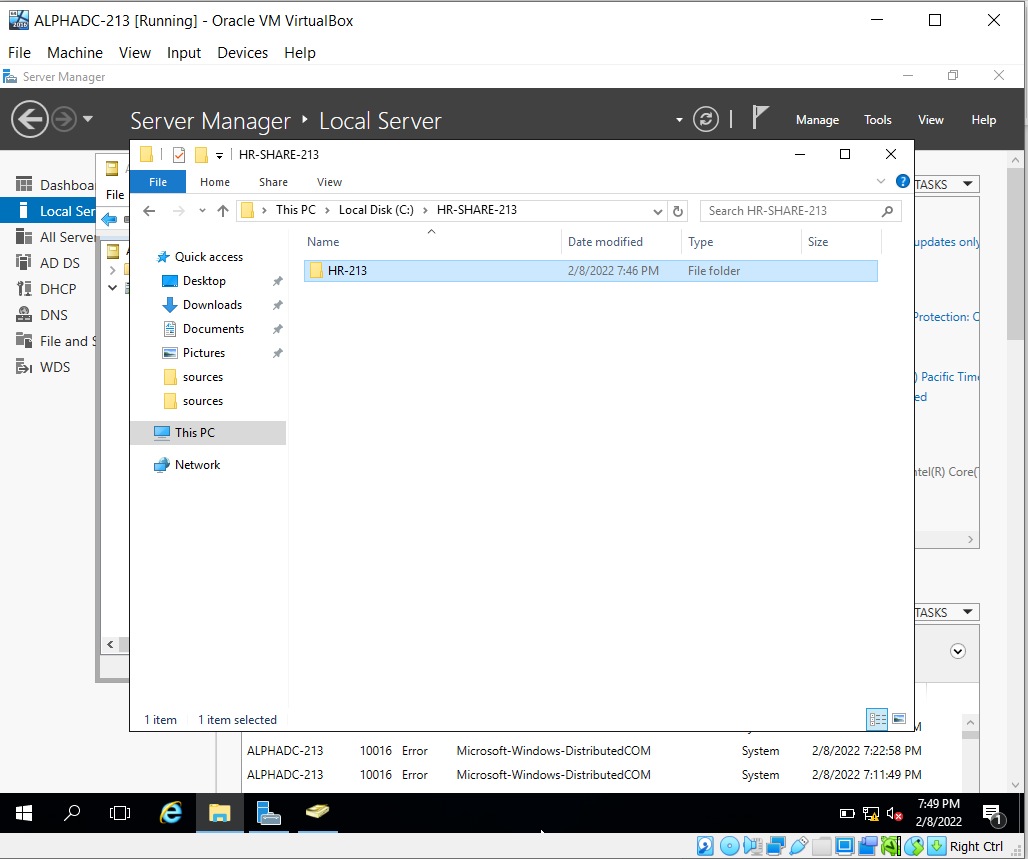 ALPHADC-213 [Running] - Oracle VM VirtualBox
File Machine View Input Devices Help
Server Manager
Server Manager Local Server
Manage Tools View Help
HR-SHARE-213
File Home Share View
This PC Local Disk (C:) HR-SHARE-213
Search HR-SHARE-213
Name Date modified Type Size
HR-213 2/8/2022 7:46 PM File folder
Quick access
Desktop
Downloads
Documents
Pictures
sources
sources
This PC
Network
1 item 1 item selected
Dashboa
Local Ser
All Server
AD DS
DHCP
DNS
File and S
WDS
File
TASKS
updates only
Protection: C
) Pacific Time
ed
ntel(R) Core(T
TASKS
M
ALPHADC-213 10016 Error Microsoft-Windows-DistributedCOM System 2/8/2022 7:22:58 PM
ALPHADC-213 10016 Error Microsoft-Windows-DistributedCOM System 2/8/2022 7:11:49 PM
7:49 PM
2/8/2022
1
Right Ctrl